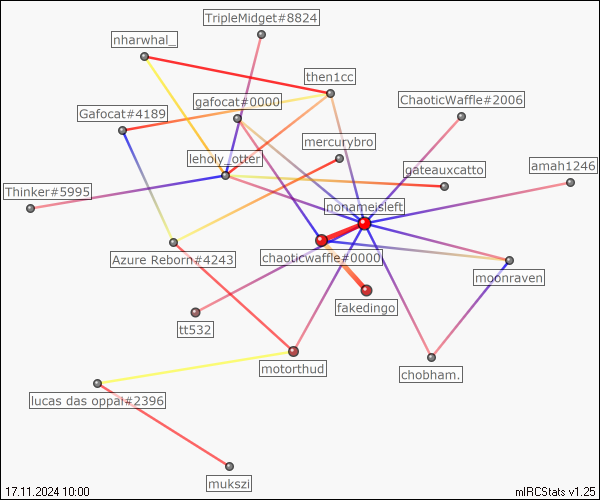 TripleMidget#8824
nharwhal_
then1cc
gafocat#0000
ChaoticWaffle#2006
Gafocat#4189
mercurybro
leholy_otter
gateauxcatto
amah1246
Thinker#5995
nonameisleft
Azure Reborn#4243
chaoticwaffle#0000
moonraven
fakedingo
tt532
motorthud
chobham.
lucas das oppai#2396
mukszi
17.11.2024 10:00
mIRCStats v1.25